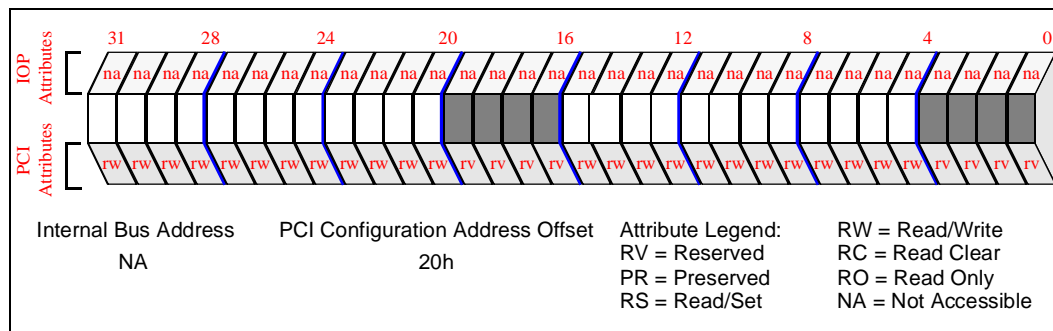 31 28 24 20 16 12 8 4 0
IOP
Attributes
na na na na na na na na na na na na na na na na na na na na na na na na na na na na na na na na
PCI
Attributes
rw rw rw rw rw rw rw rw rw rw rw rw rv rv rv rv rw rw rw rw rw rw rw rw rw rw rw rw rv rv rv rv
Internal Bus Address
NA
PCI Configuration Address Offset
20h
Attribute Legend:
RV = Reserved
PR = Preserved
RS = Read/Set
RW = Read/Write
RC = Read Clear
RO = Read Only
NA = Not Accessible